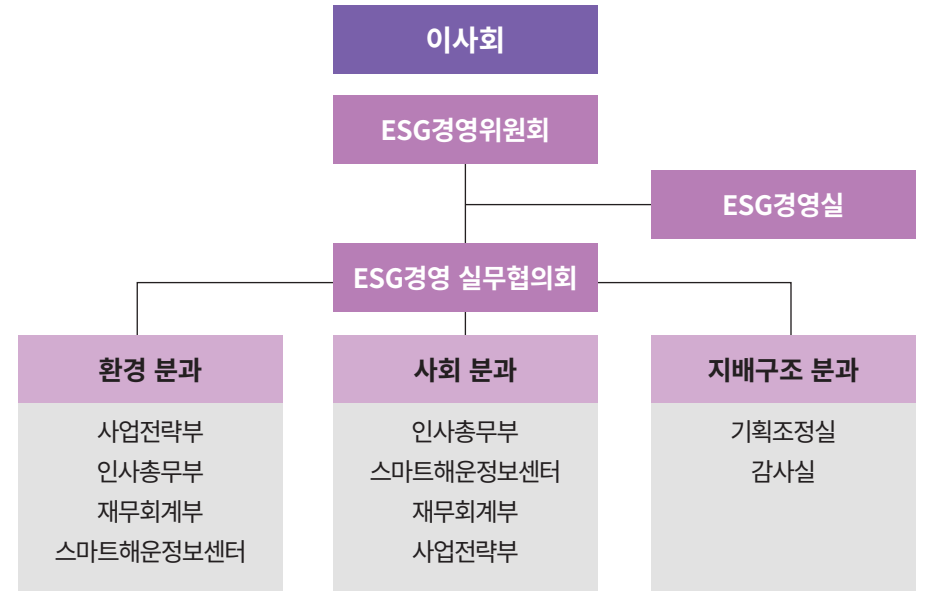 이사회
ESG경영위원회
ESG경영실
ESG경영 실무협의회
환경 분과
사업전략부
인사총무부
재무회계부
스마트해운정보센터
사회 분과
인사총무부
스마트해운정보센터
재무회계부
사업전략부
지배구조 분과
기획조정실
감사실